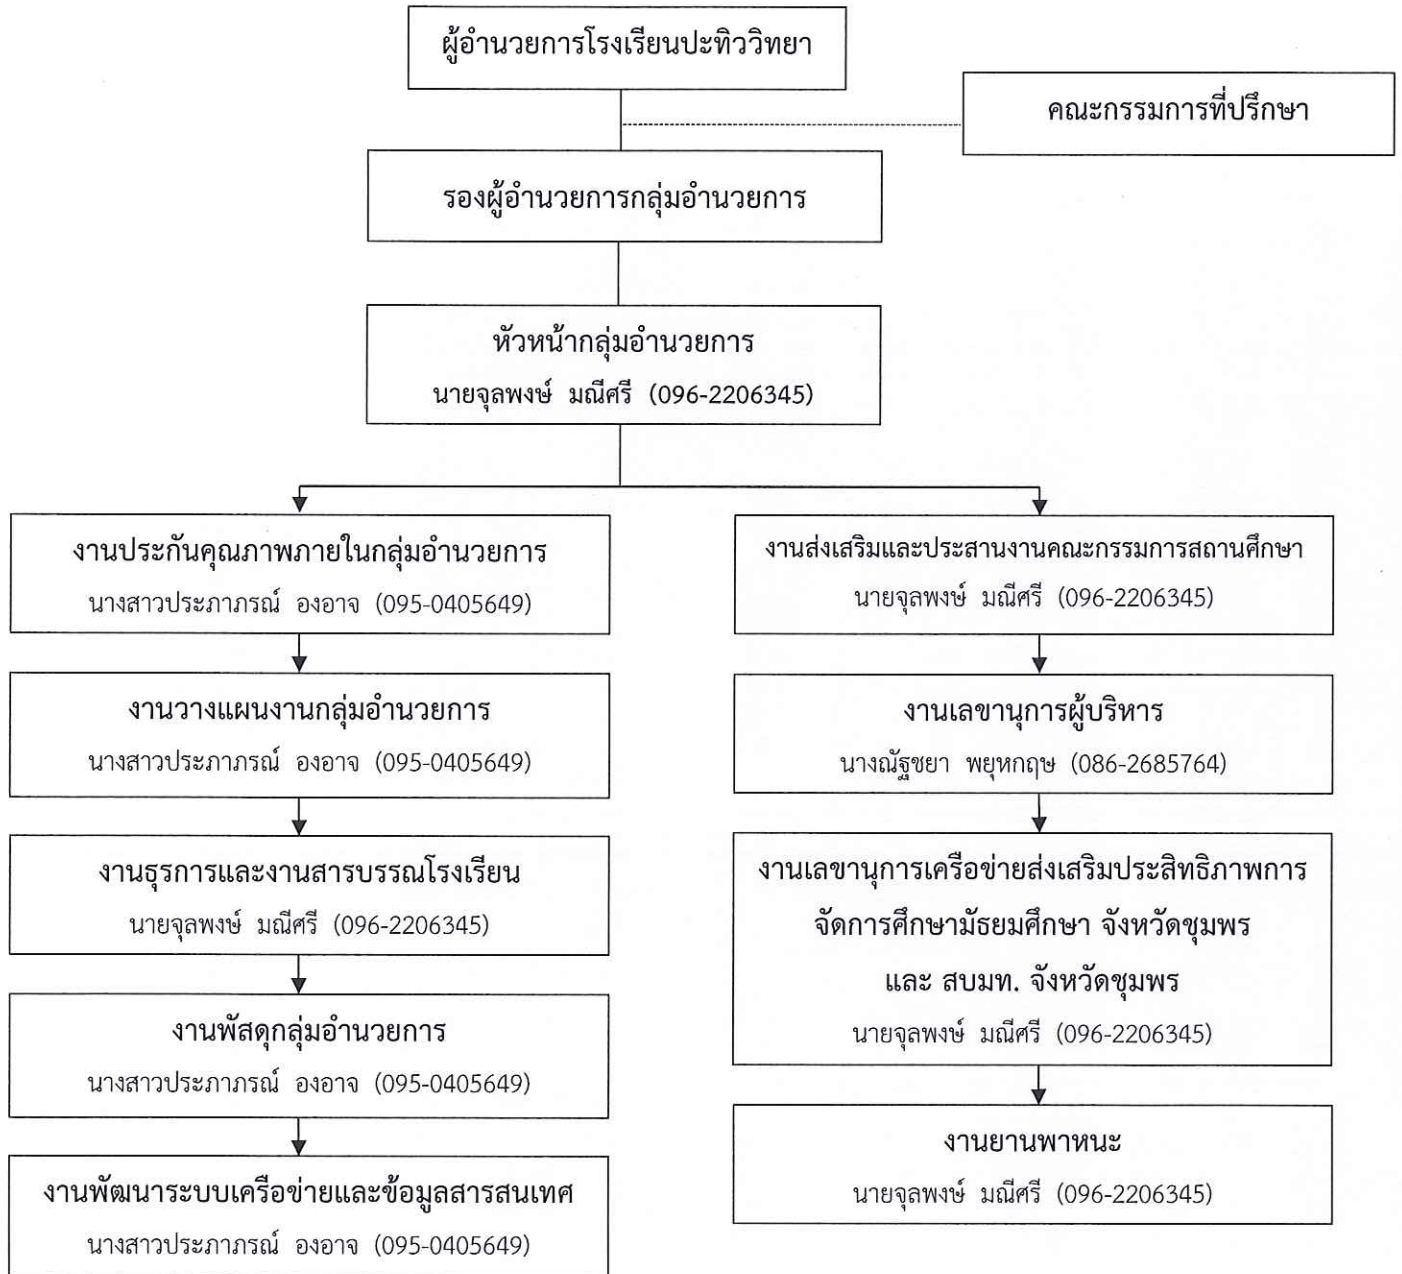 ผู้อำนวยการโรงเรียนปะทิววิทยา
คณะกรรมการที่ปรึกษา
รองผู้อำนวยการกลุ่มอำนวยการ
หัวหน้ากลุ่มอำนวยการ
นายจุลพงษ์ มณีศรี (096-2206345)
งานประกันคุณภาพภายในกลุ่มอำนวยการ
นางสาวประภาภรณ์ องอาจ (095-0405649)
งานวางแผนงานกลุ่มอำนวยการ
นางสาวประภาภรณ์ องอาจ (095-0405649)
งานธุรการและงานสารบรรณโรงเรียน
นายจุลพงษ์ มณีศรี (096-2206345)
งานพัสดุกลุ่มอำนวยการ
นางสาวประภาภรณ์ องอาจ (095-0405649)
งานพัฒนาระบบเครือข่ายและข้อมูลสารสนเทศ
นางสาวประภาภรณ์ องอาจ (095-0405649)
งานส่งเสริมและประสานงานคณะกรรมการสถานศึกษา
นายจุลพงษ์ มณีศรี (096-2206345)
งานเลขานุการผู้บริหาร
นางณัฐชยา พยุหกฤษ (086-2685764)
งานเลขานุการเครือข่ายส่งเสริมประสิทธิภาพการ
จัดการศึกษามัธยมศึกษา จังหวัดชุมพร
และ สบมท. จังหวัดชุมพร
นายจุลพงษ์ มณีศรี (096-2206345)
งานยานพาหนะ
นายจุลพงษ์ มณีศรี (096-2206345)